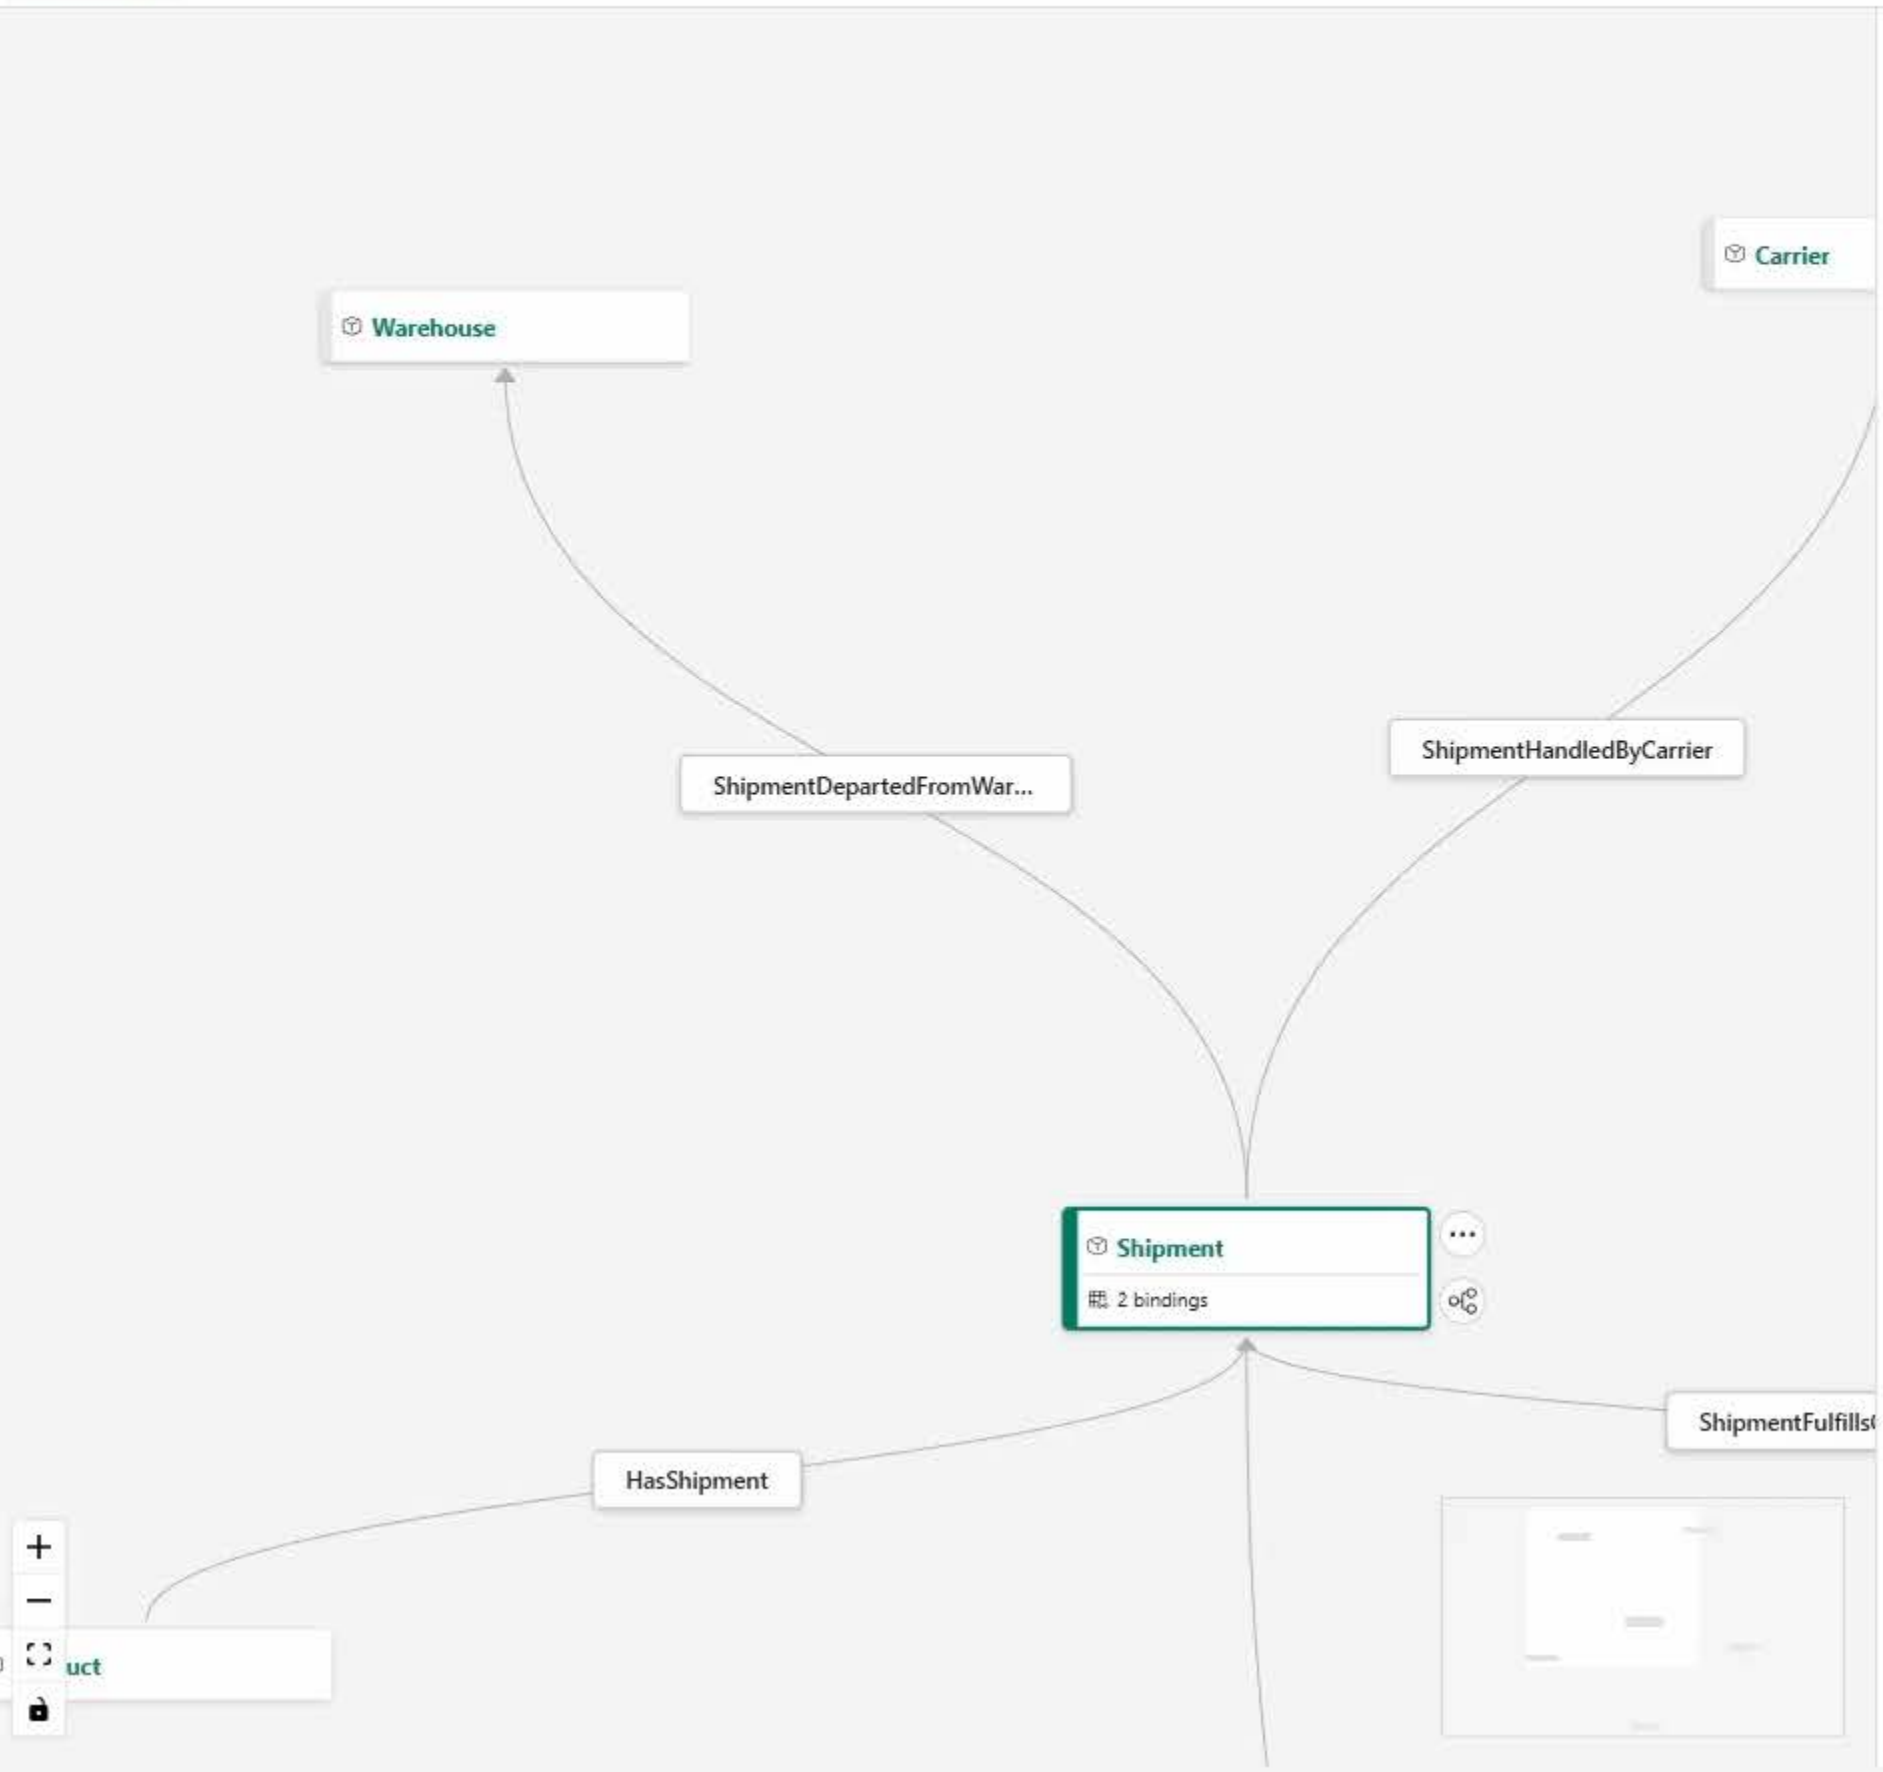 Carrier
Warehouse
ShipmentHandledByCarrier
ShipmentDepartedFromWar...
Shipment
2 bindings
ShipmentFulfills
HasShipment
uct